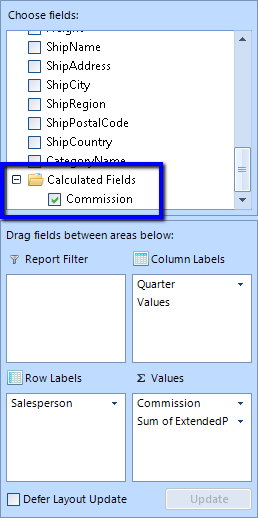 Choose fields:
Freight
ShipName
ShipAddress
ShipCity
ShipRegion
ShipPostalCode
ShipCountry
CategoryName
Calculated Fields
Commission
Drag fields between areas below:
Report Filter
Column Labels
Quarter
Values
Row Labels
Σ Values
Salesperson
Commission
Sum of ExtendedP
Defer Layout Update
Update